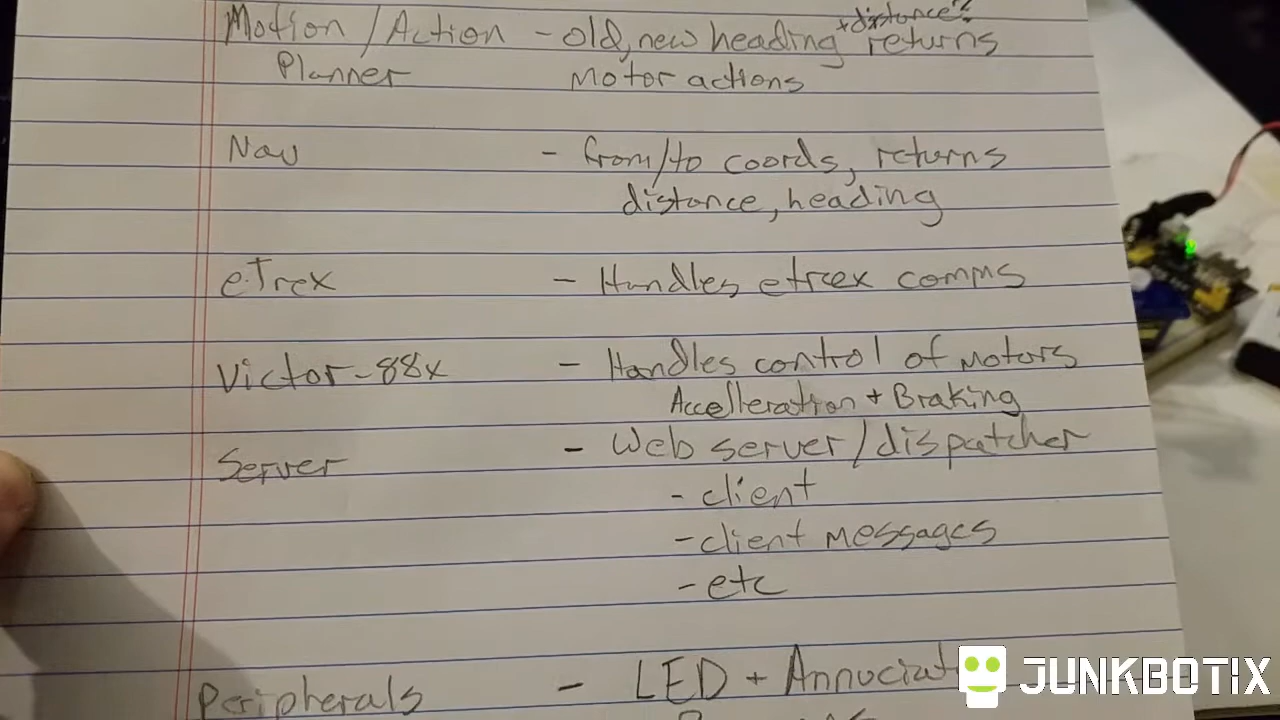 +distance?
Motion / Action - old, new heading returns
Planner Motor actions
Nav - from/to coords, returns
distance, heading
eTrex - Handles etrex comms
Victor-88x - Handles control of Motors
Accelleration + Braking
Server - Web server/dispatcher
- client
- client messages
- etc
Peripherals - LED + Annuciat
JUNKBOTIX